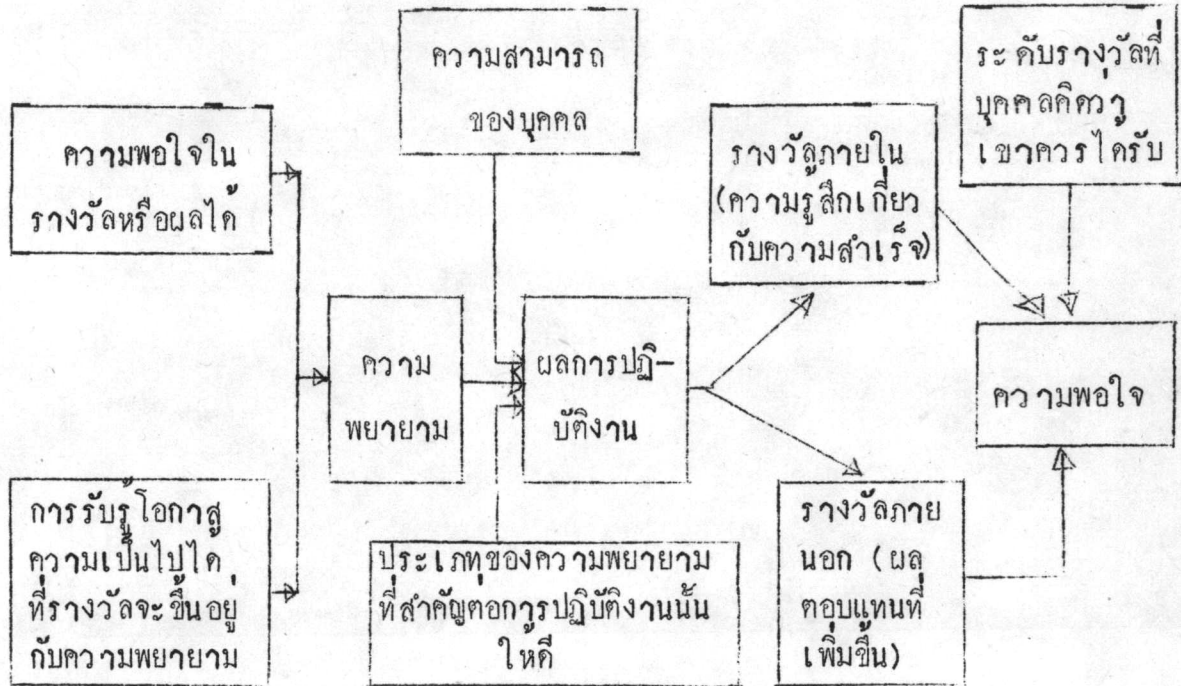 ความสามารถ
ของบุคคล
ระดับรางวัลที่
บุคคลคิดว่า
เขาควรได้รับ
ความพอใจใน
รางวัลหรือผลได้
รางวัลภายใน
(ความรู้สึกเกี่ยว
กับความสำเร็จ)
ความ
พยายาม
ผลการปฏิ-
บัติงาน
ความพอใจ
การรับรู้โอกาสู
ความเป็นไปได้
ที่รางวัลจะขึ้นอยู่
กับความพยายาม
ประเภทของความพยายาม
ที่สำคัญต่อการปฏิบัติงานนั้น
ให้ดี
รางวัลภาย
นอก (ผล
ตอบแทนที่
เพิ่มขึ้น)